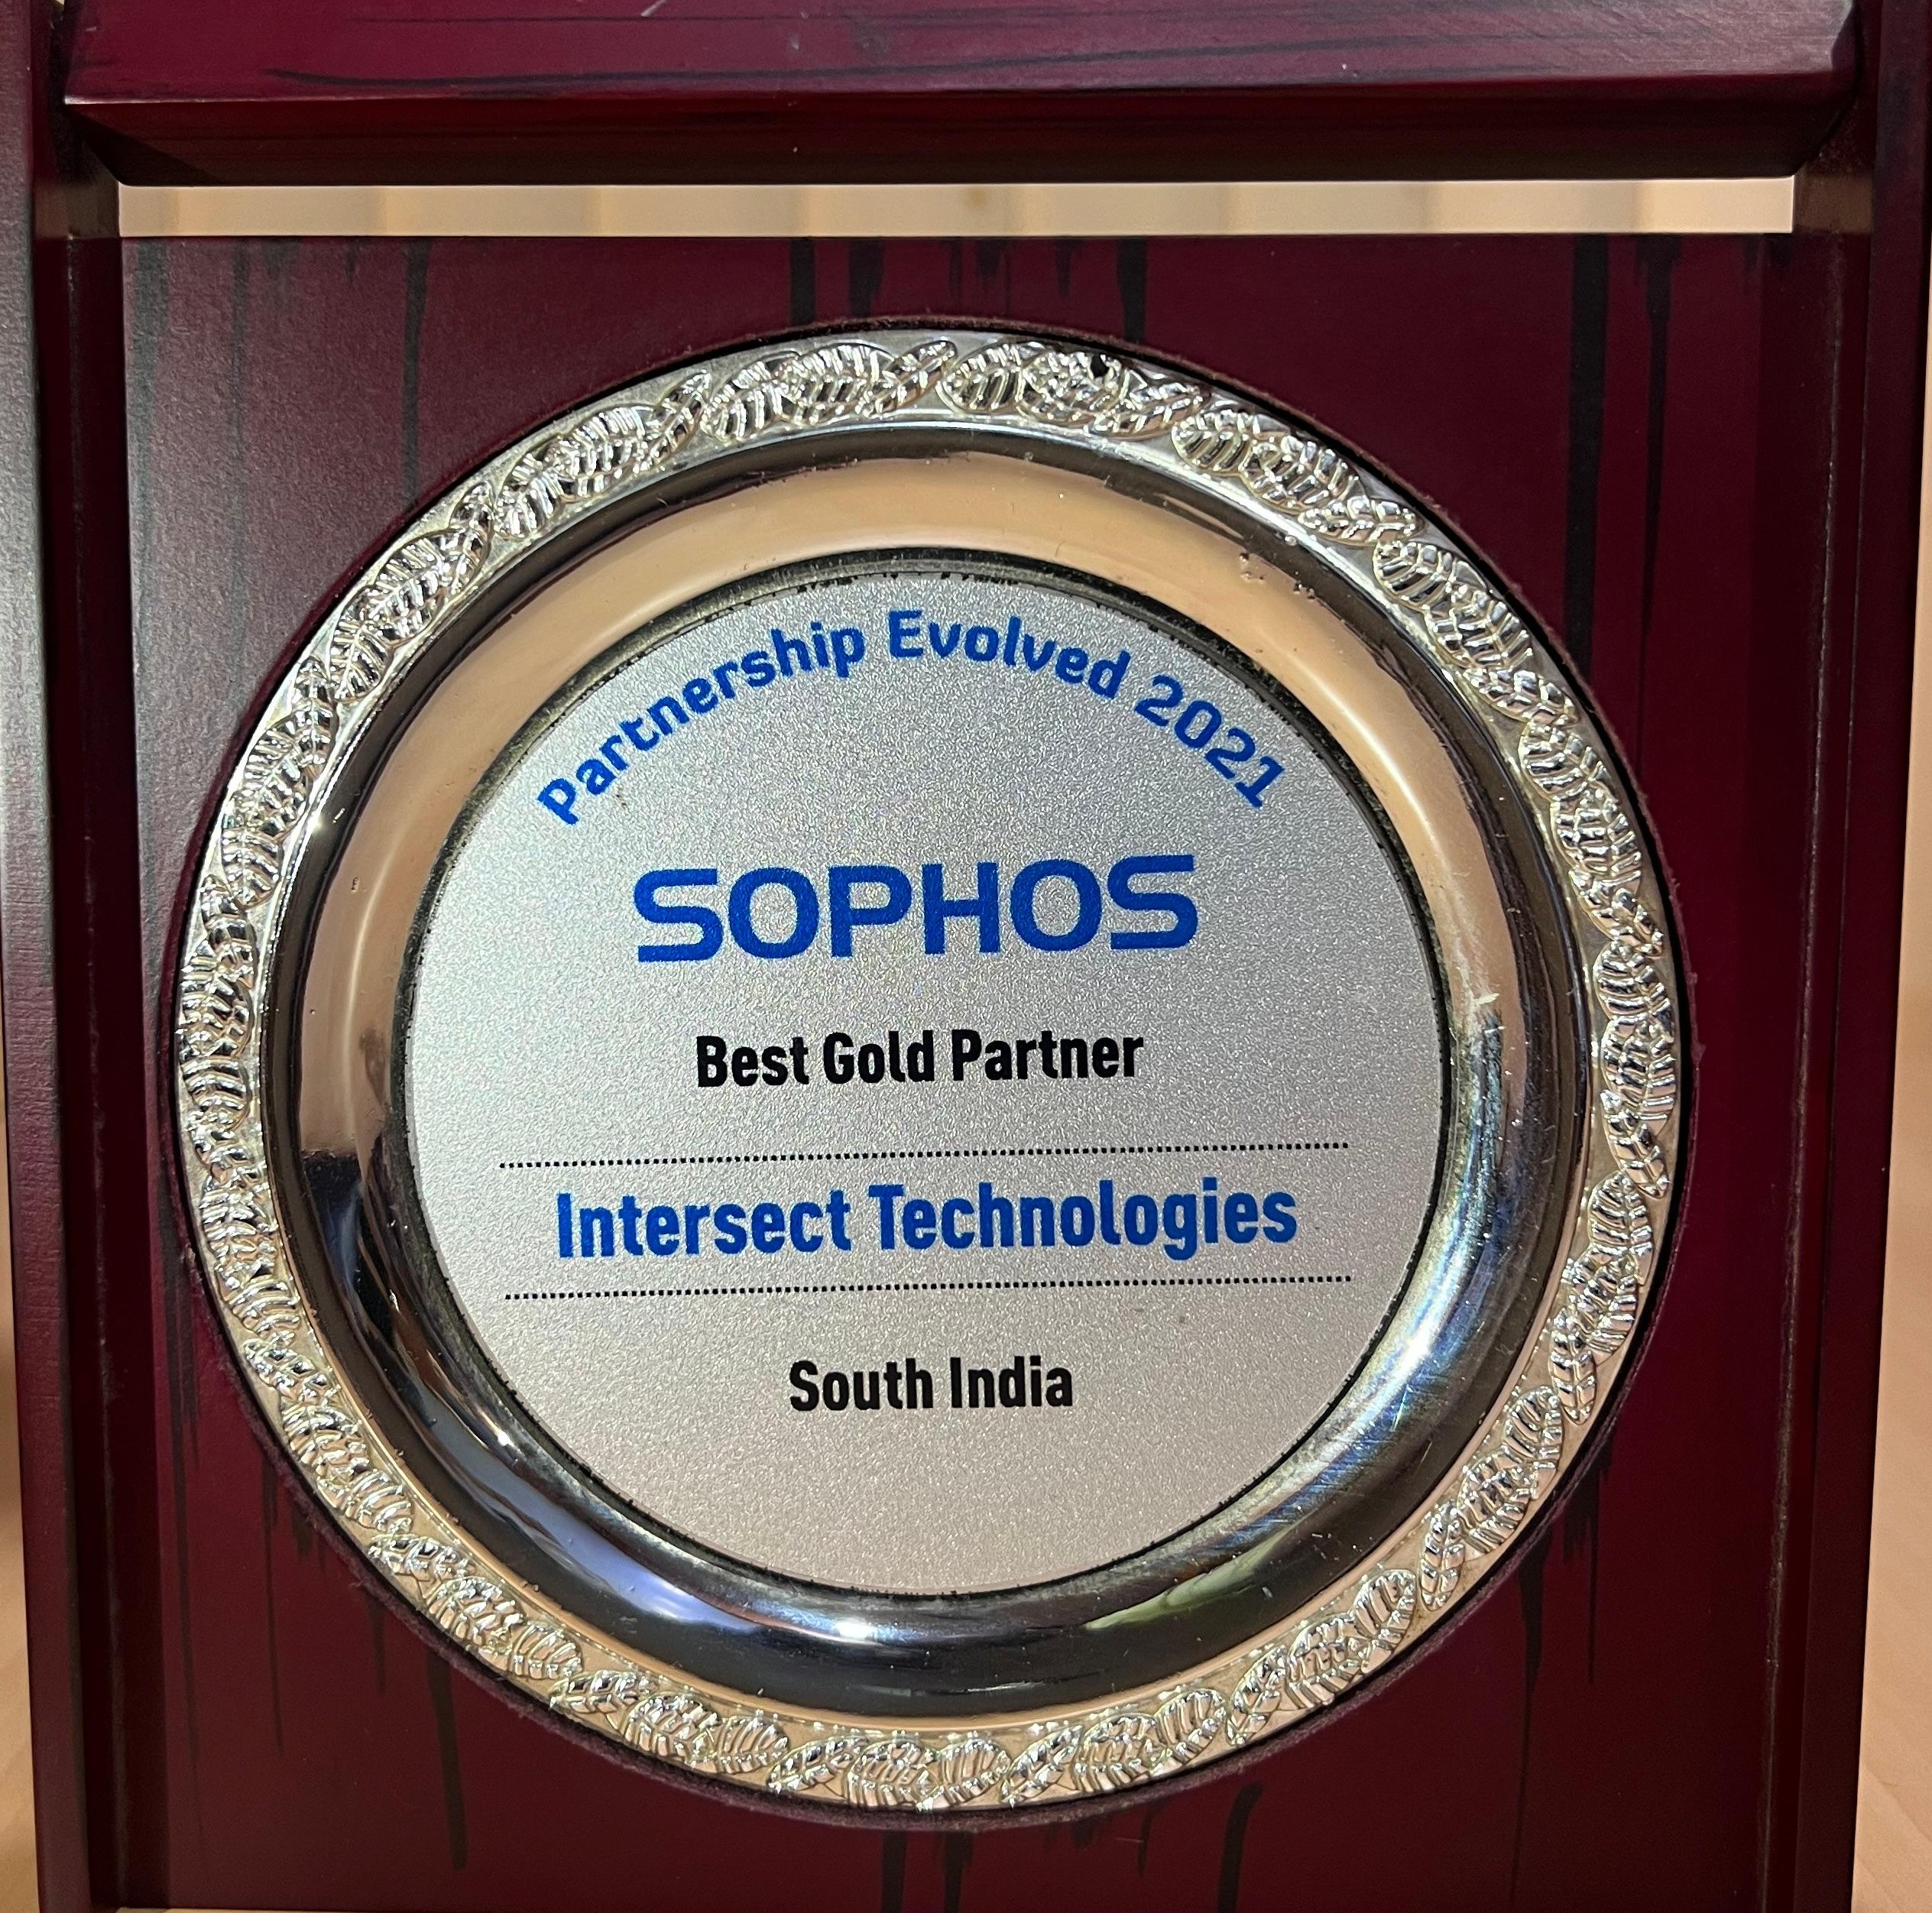 Partnership Evolved 2021
SOPHOS
Best Gold Partner
Intersect Technologies
South India